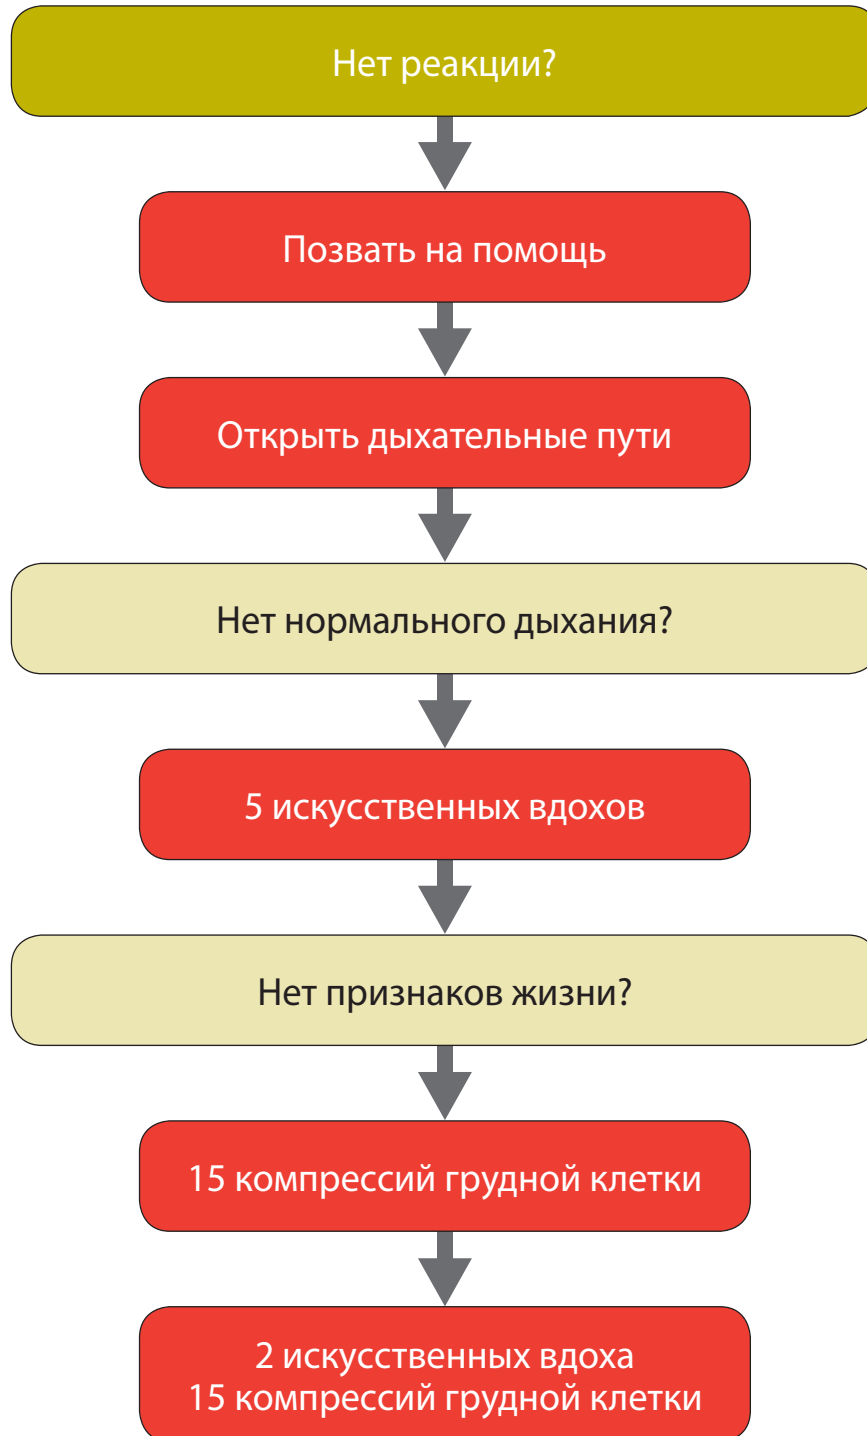 Нет реакции?
Позвать на помощь
Открыть дыхательные пути
Нет нормального дыхания?
5 искусственных вдохов
Нет признаков жизни?
15 компрессий грудной клетки
2 искусственных вдоха
15 компрессий грудной клетки